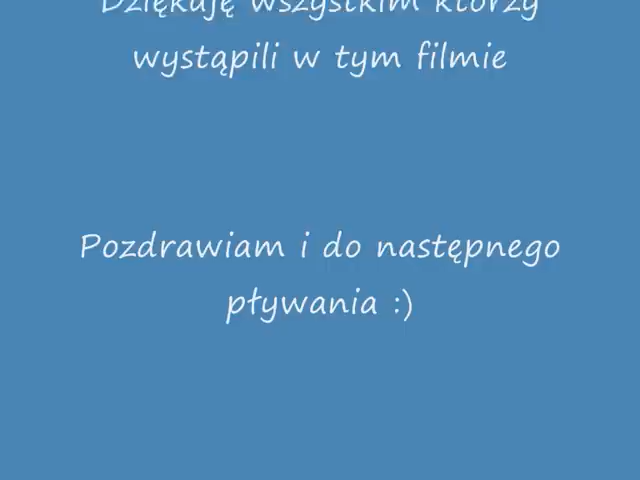 Dziękuję wszystkim którzy
wystąpili w tym filmie
Pozdrawiam i do następnego
pływania :)